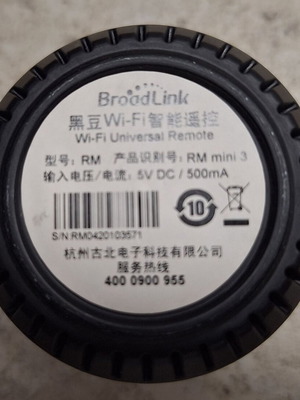 BroadLink
黑豆Wi-Fi智能遥控
Wi-Fi Universal Remote
型号: RM 产品识别号: RM mini 3
输入电压/电流: 5V DC / 500mA
10
S/N:RM0420103571
杭州古北电子科技有限公司
服务热线
400 0900 955